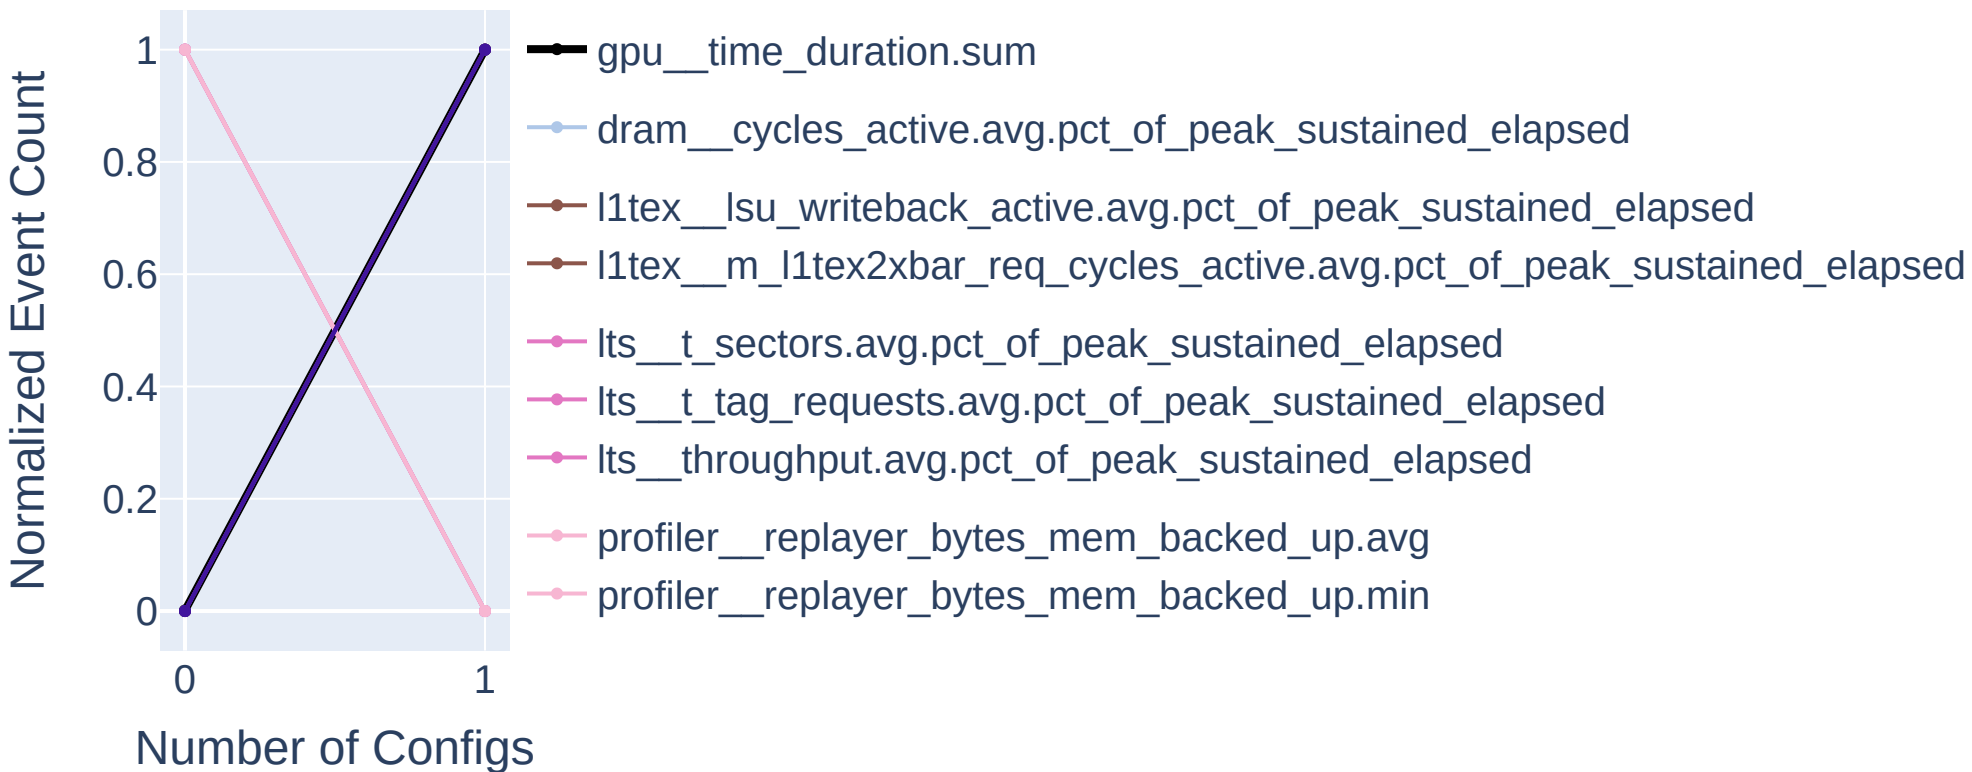 Normalized Event Count
1
0.8
0.6
0.4
0.2
0
0 1
Number of Configs
gpu__time_duration.sum
dram__cycles_active.avg.pct_of_peak_sustained_elapsed
l1tex__lsu_writeback_active.avg.pct_of_peak_sustained_elapsed
l1tex__m_l1tex2xbar_req_cycles_active.avg.pct_of_peak_sustained_elapsed
lts__t_sectors.avg.pct_of_peak_sustained_elapsed
lts__t_tag_requests.avg.pct_of_peak_sustained_elapsed
lts__throughput.avg.pct_of_peak_sustained_elapsed
profiler__replayer_bytes_mem_backed_up.avg
profiler__replayer_bytes_mem_backed_up.min